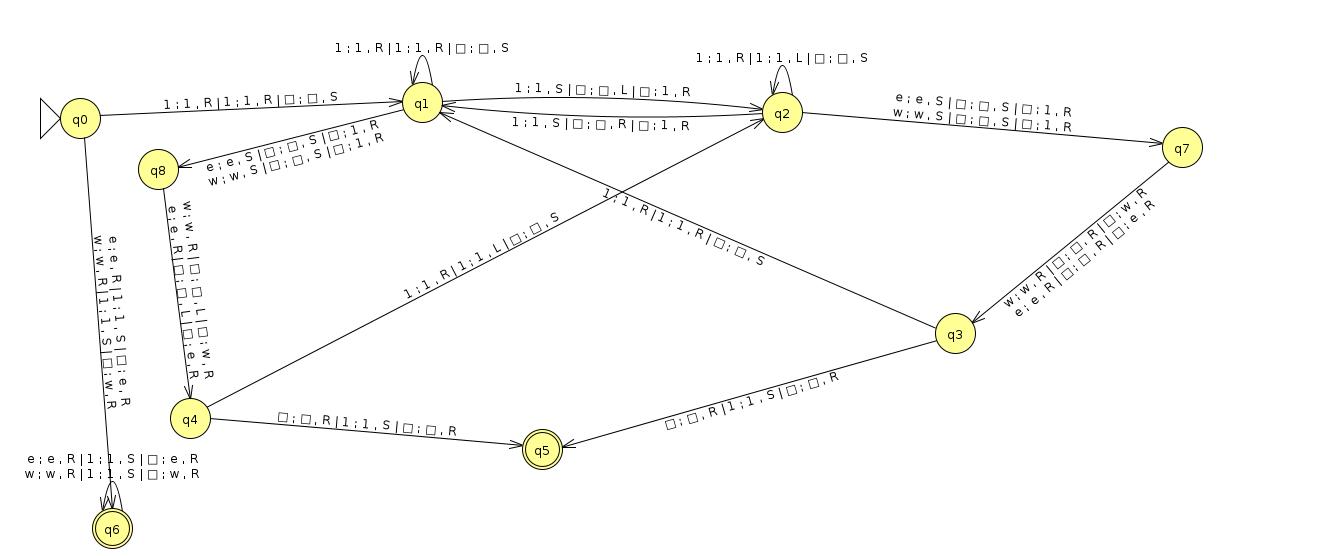 1 ; 1 , R | 1 ; 1 , R | □ ; □ , S
1 ; 1 , R | 1 ; 1 , L | □ ; □ , S
q0
1 ; 1 , R | 1 ; 1 , R | □ ; □ , S
q1
1 ; 1 , S | □ ; □ , L | □ ; 1 , R
1 ; 1 , S | □ ; □ , R | □ ; 1 , R
q2
e ; e , S | □ ; □ , S | □ ; 1 , R
w ; w , S | □ ; □ , S | □ ; 1 , R
q7
q8
e ; e , S | □ ; □ , S | □ ; 1 , R
w ; w , S | □ ; □ , S | □ ; 1 , R
w ; w , R | □ ; □ , L | □ ; w , R
e ; e , R | □ ; □ , L | □ ; e , R
e ; e , R | 1 ; 1 , S | □ ; e , R
w ; w , R | 1 ; 1 , S | □ ; w , R
1 ; 1 , R | 1 ; 1 , L | □ ; □ , S
1 ; 1 , R | 1 ; 1 , R | □ ; □ , S
w ; w , R | □ ; □ , R | □ ; w , R
e ; e , R | □ ; □ , R | □ ; e , R
q3
q4
□ ; □ , R | 1 ; 1 , S | □ ; □ , R
□ ; □ , R | 1 ; 1 , S | □ ; □ , R
q5
e ; e , R | 1 ; 1 , S | □ ; e , R
w ; w , R | 1 ; 1 , S | □ ; w , R
q6